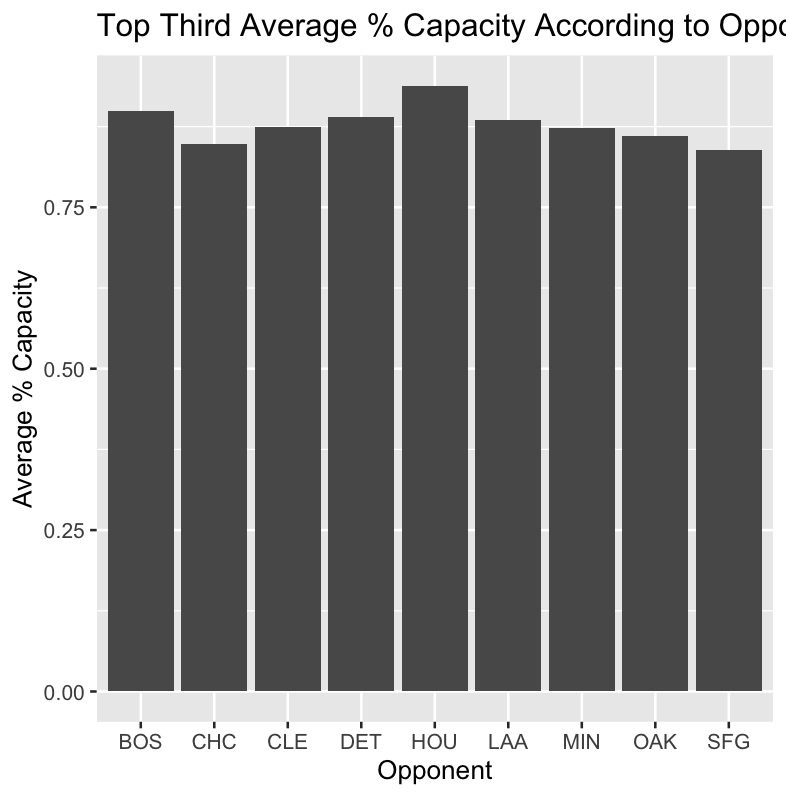 Top Third Average % Capacity According to Oppo
Average % Capacity
0.75
0.50
0.25
0.00
BOS CHC CLE DET HOU LAA MIN OAK SFG
Opponent